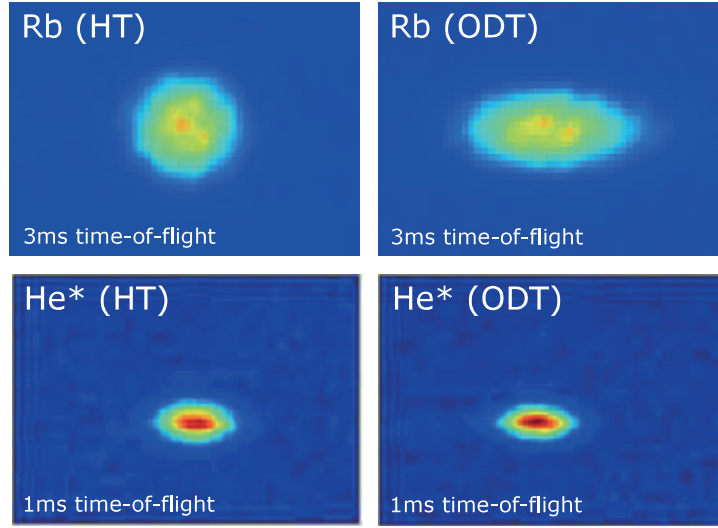 Rb (HT)
Rb (ODT)
3ms time-of-flight
3ms time-of-flight
He* (HT)
He* (ODT)
1ms time-of-flight
1ms time-of-flight